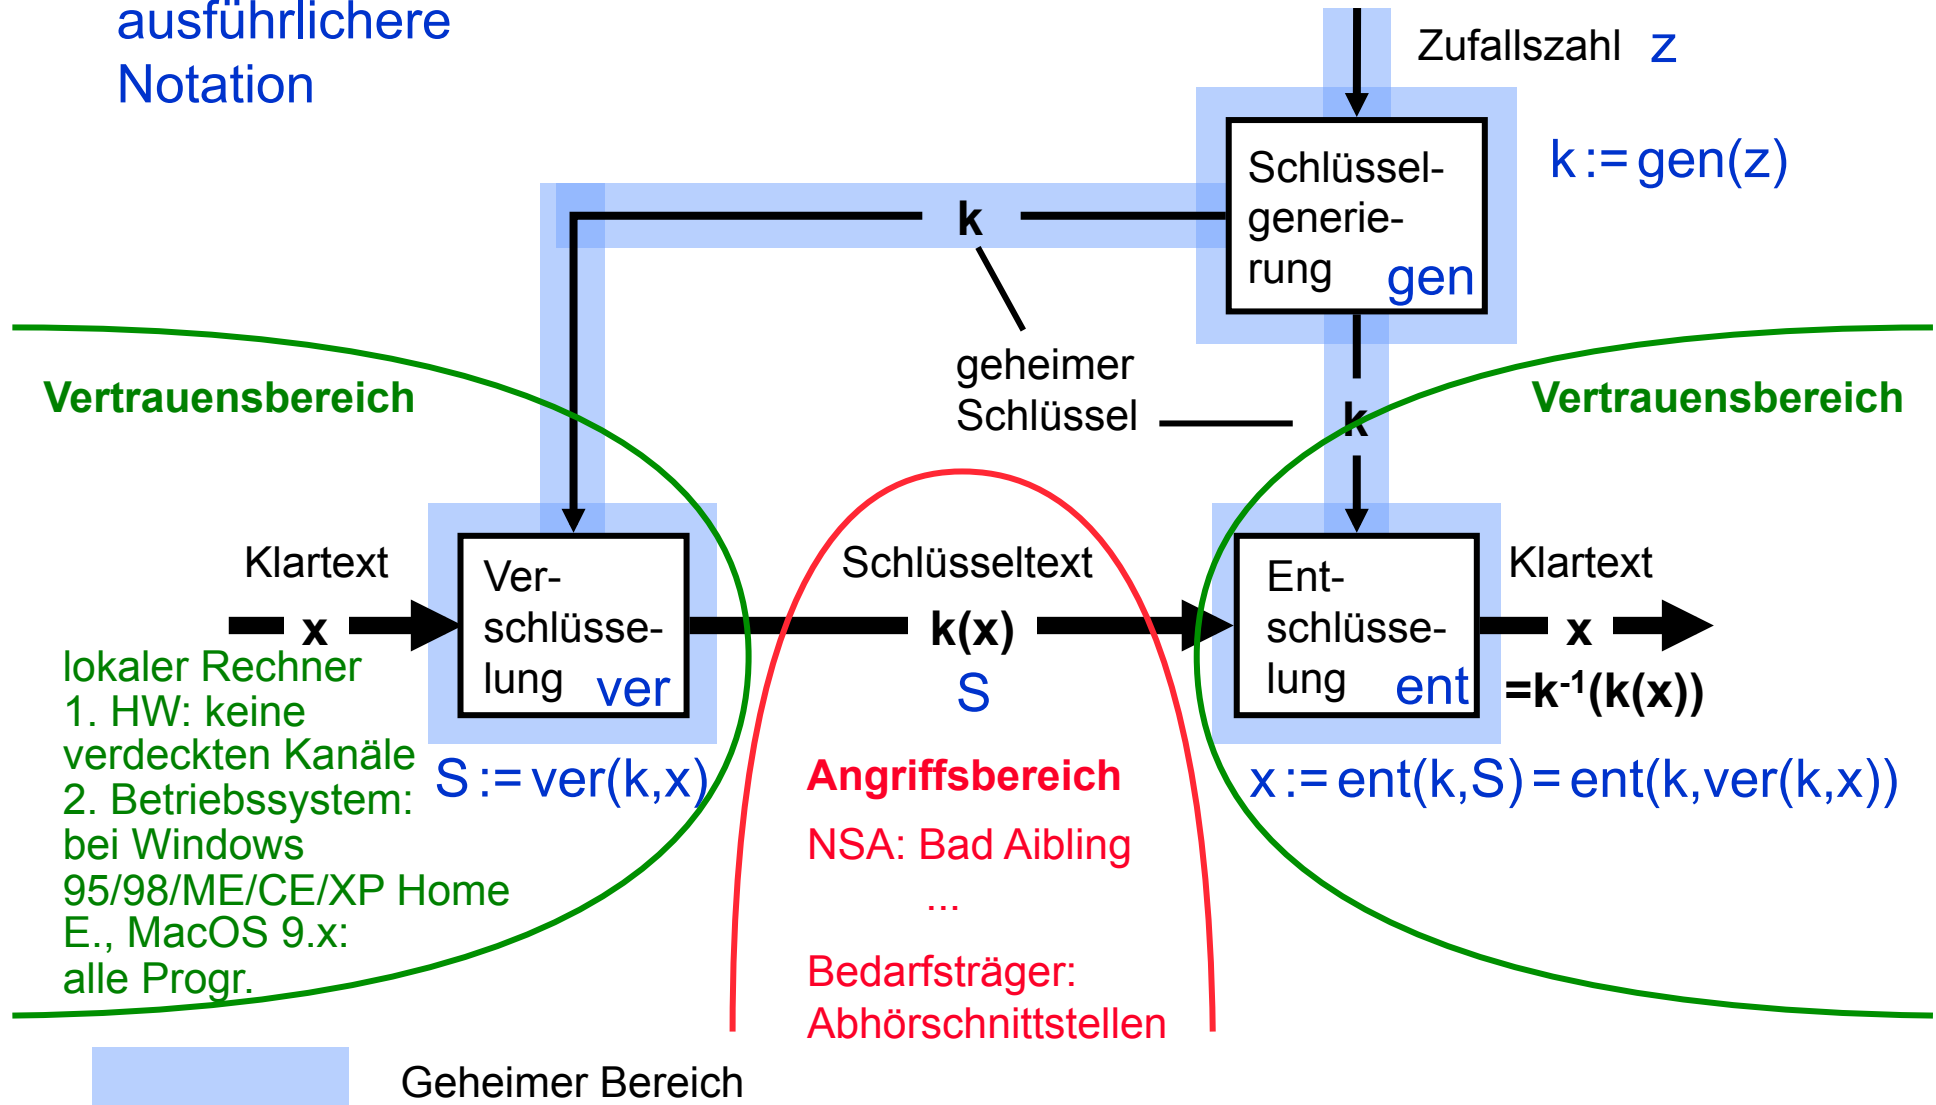 ausführlichere
Notation
Zufallszahl z
k := gen(z)
Schlüssel-
generie-
rung gen
k
geheimer
Schlüssel
k
Vertrauensbereich
Vertrauensbereich
Klartext
x
Ver-
schlüsse-
lung ver
S := ver(k,x)
Schlüsseltext
k(x)
S
Ent-
schlüsse-
lung ent
Klartext
x
=k⁻¹(k(x))
x := ent(k,S) = ent(k,ver(k,x))
lokaler Rechner
1. HW: keine
verdeckten Kanäle
2. Betriebssystem:
bei Windows
95/98/ME/CE/XP Home
E., MacOS 9.x:
alle Progr.
Angriffsbereich
NSA: Bad Aibling
...
Bedarfsträger:
Abhörschnittstellen
Geheimer Bereich